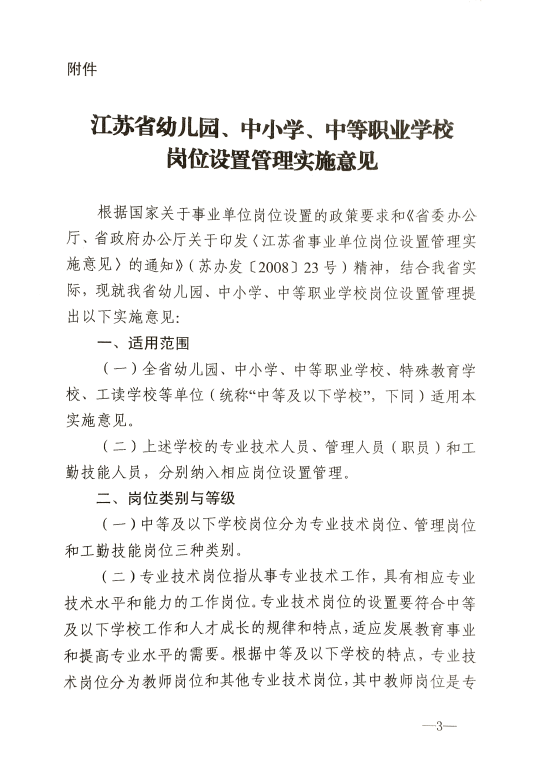 附件
江苏省幼儿园、中小学、中等职业学校
岗位设置管理实施意见
根据国家关于事业单位岗位设置的政策要求和《省委办公
厅、省政府办公厅关于印发〈江苏省事业单位岗位设置管理实
施意见〉的通知》（苏办发〔2008〕23号）精神，结合我省实
际，现就我省幼儿园、中小学、中等职业学校岗位设置管理提
出以下实施意见：
一、适用范围
（一）全省幼儿园、中小学、中等职业学校、特殊教育学
校、工读学校等单位（统称“中等及以下学校”，下同）适用本
实施意见。
（二）上述学校的专业技术人员、管理人员（职员）和工
勤技能人员，分别纳入相应岗位设置管理。
二、岗位类别与等级
（一）中等及以下学校岗位分为专业技术岗位、管理岗位
和工勤技能岗位三种类别。
（二）专业技术岗位指从事专业技术工作，具有相应专业
技术水平和能力的工作岗位。专业技术岗位的设置要符合中等
及以下学校工作和人才成长的规律和特点，适应发展教育事业
和提高专业水平的需要。根据中等及以下学校的特点，专业技
术岗位分为教师岗位和其他专业技术岗位，其中教师岗位是专
—3—